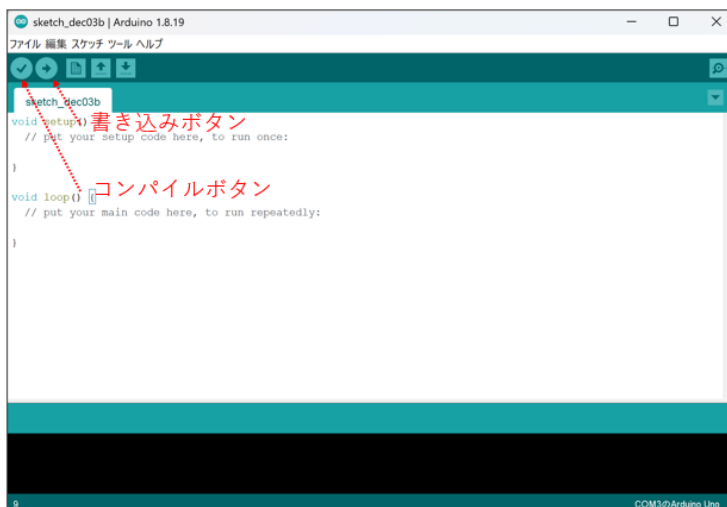 sketch_dec03b | Arduino 1.8.19
ファイル 編集 スケッチ ツール ヘルプ
sketch_dec03b
void setup() {
書き込みボタン
// put your setup code here, to run once:
}
コンパイルボタン
void loop() {
// put your main code here, to run repeatedly:
}
9
COM3のArduino Uno